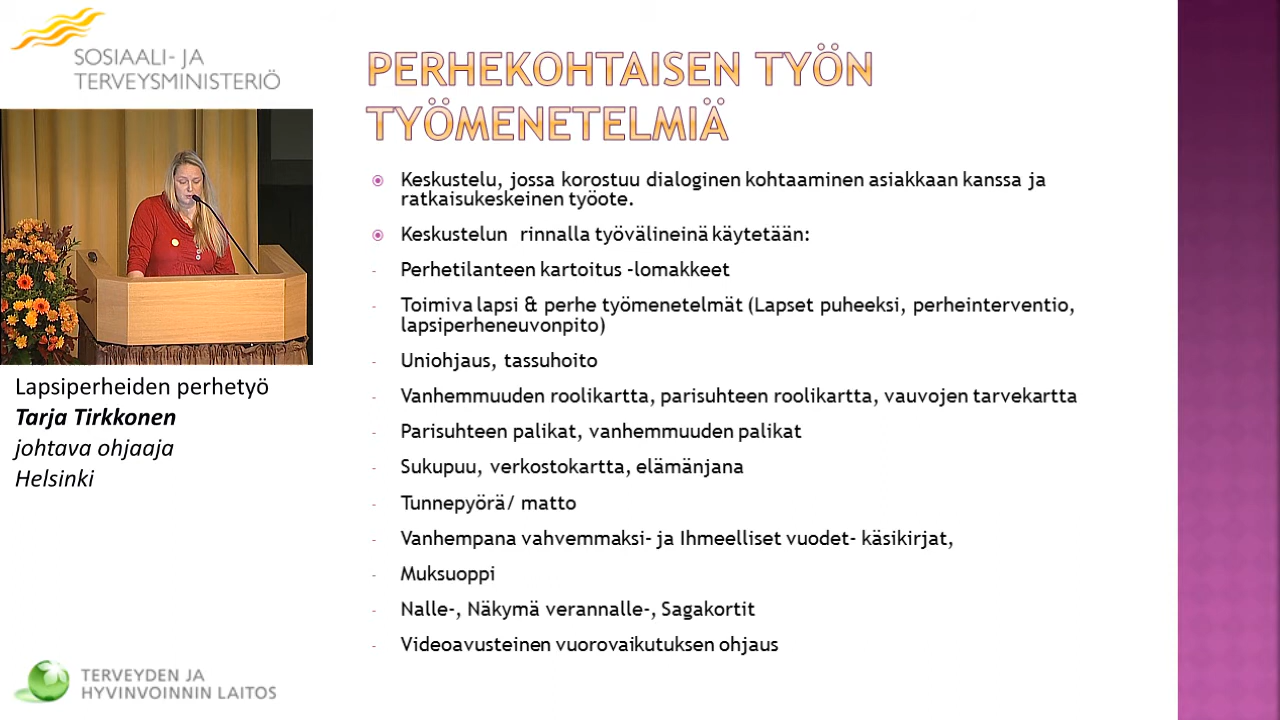 SOSIAALI- JA
TERVEYSMINISTERIÖ
PERHEKOHTAISEN TYÖN
TYÖMENETELMIÄ
Keskustelu, jossa korostuu dialoginen kohtaaminen asiakkaan kanssa ja
ratkaisukeskeinen työote.
Keskustelun rinnalla työvälineinä käytetään:
- Perhetilanteen kartoitus -lomakkeet
- Toimiva lapsi & perhe työmenetelmät (Lapset puheeksi, perheinterventio,
lapsiperheneuvonpito)
- Uniohjaus, tassuhoito
- Vanhemmuuden roolikartta, parisuhteen roolikartta, vauvojen tarvekartta
- Parisuhteen palikat, vanhemmuuden palikat
- Sukupuu, verkostokartta, elämänjana
- Tunnepyörä/ matto
- Vanhempana vahvemmaksi- ja Ihmeelliset vuodet- käsikirjat,
- Muksuoppi
- Nalle-, Näkymä verannalle-, Sagakortit
- Videoavusteinen vuorovaikutuksen ohjaus
Lapsiperheiden perhetyö
Tarja Tirkkonen
johtava ohjaaja
Helsinki
TERVEYDEN JA
HYVINVOINNIN LAITOS